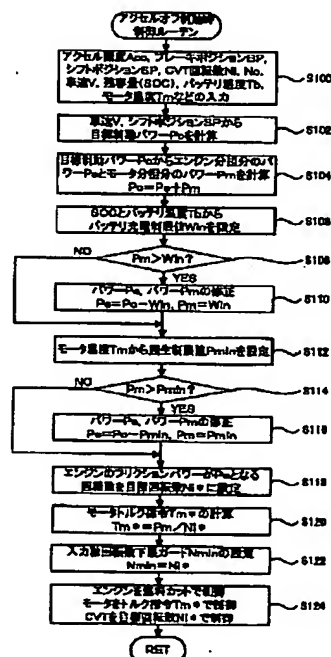 アクセルオフ制動時
制御ルーチン
アクセル開度Acc, ブレーキポジションBP,
シフトポジションSP, CVT回転数Ni, No,
車速V, 残容量(SOC), バッテリ温度Tb,
モータ温度Tmなどの入力
S100
車速V, シフトポジションSPから
目標制動パワーPoを計算
S102
目標制動パワーPoからエンジン分担分のパ
ワーPeとモータ分担分のパワーPmを計算
Po=Pe+Pm
S104
SOCとバッテリ温度Tbから
バッテリ充電制限値Winを設定
S106
Pm>Win?
NO
YES
パワーPe, パワーPmの修正
Pe=Po-Win, Pm=Win
S110
モータ温度Tmから回生制限値Pminを設定
S112
Pm>Pmin?
S114
NO
YES
パワーPe, パワーPmの修正
Pe=Po-Pmin, Pm=Pmin
S116
エンジンのフリクションパワーがPeとなる
回転数を目標回転数Ni*に設定
S118
モータトルク指令Tm*の計算
Tm*=Pm/Ni*
S120
入力軸回転数下限ガードNminの設定
Nmin=Ni*
S122
エンジンを燃料カットで制御
モータをトルク指令Tm*で制御
CVTを目標回転数Ni*で制御
S124
RET